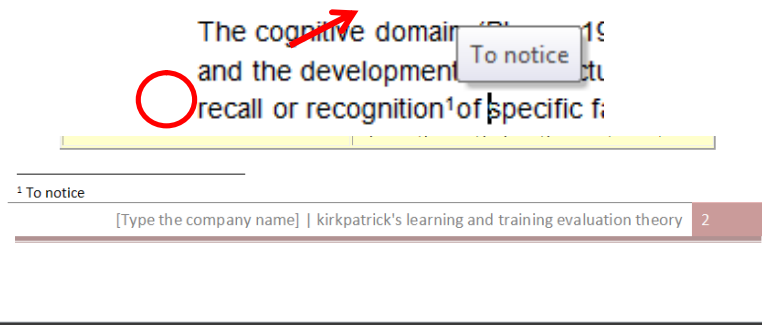 The cognitive domain 19
and the development
To notice
recall or recognition¹of specific fa
¹ To notice
[Type the company name] | kirkpatrick's learning and training evaluation theory 2